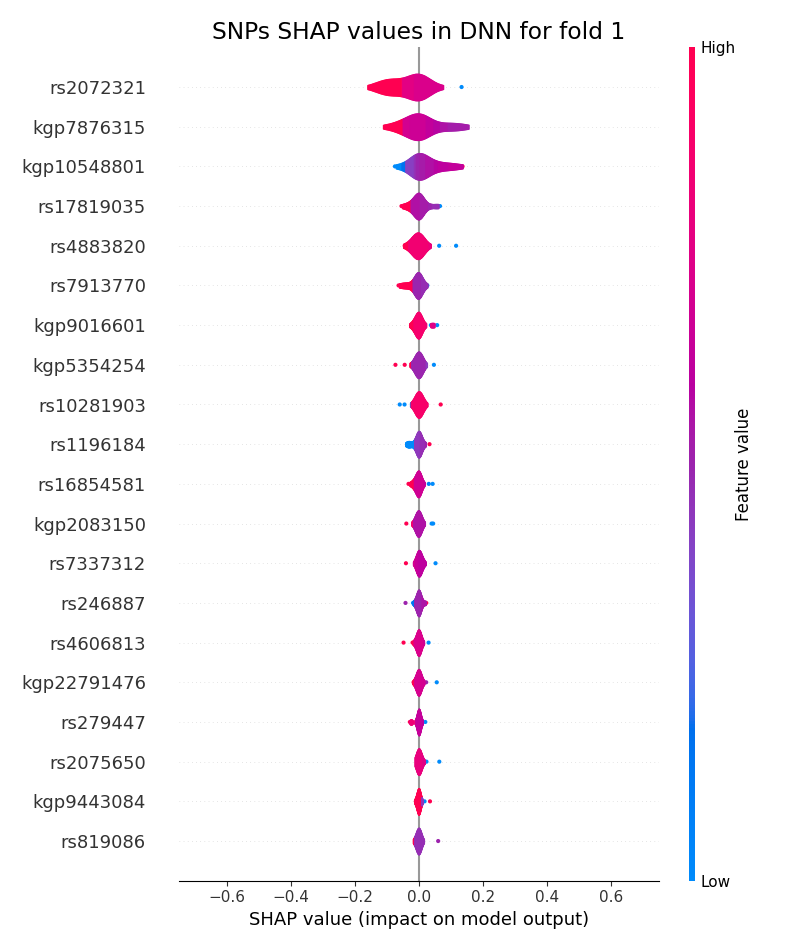 SNPs SHAP values in DNN for fold 1
High
rs2072321
kgp7876315
kgp10548801
rs17819035
rs4883820
rs7913770
kgp9016601
kgp5354254
rs10281903
rs1196184
rs16854581
kgp2083150
rs7337312
rs246887
rs4606813
kgp22791476
rs279447
rs2075650
kgp9443084
rs819086
Feature value
Low
−0.6 −0.4 −0.2 0.0 0.2 0.4 0.6
SHAP value (impact on model output)